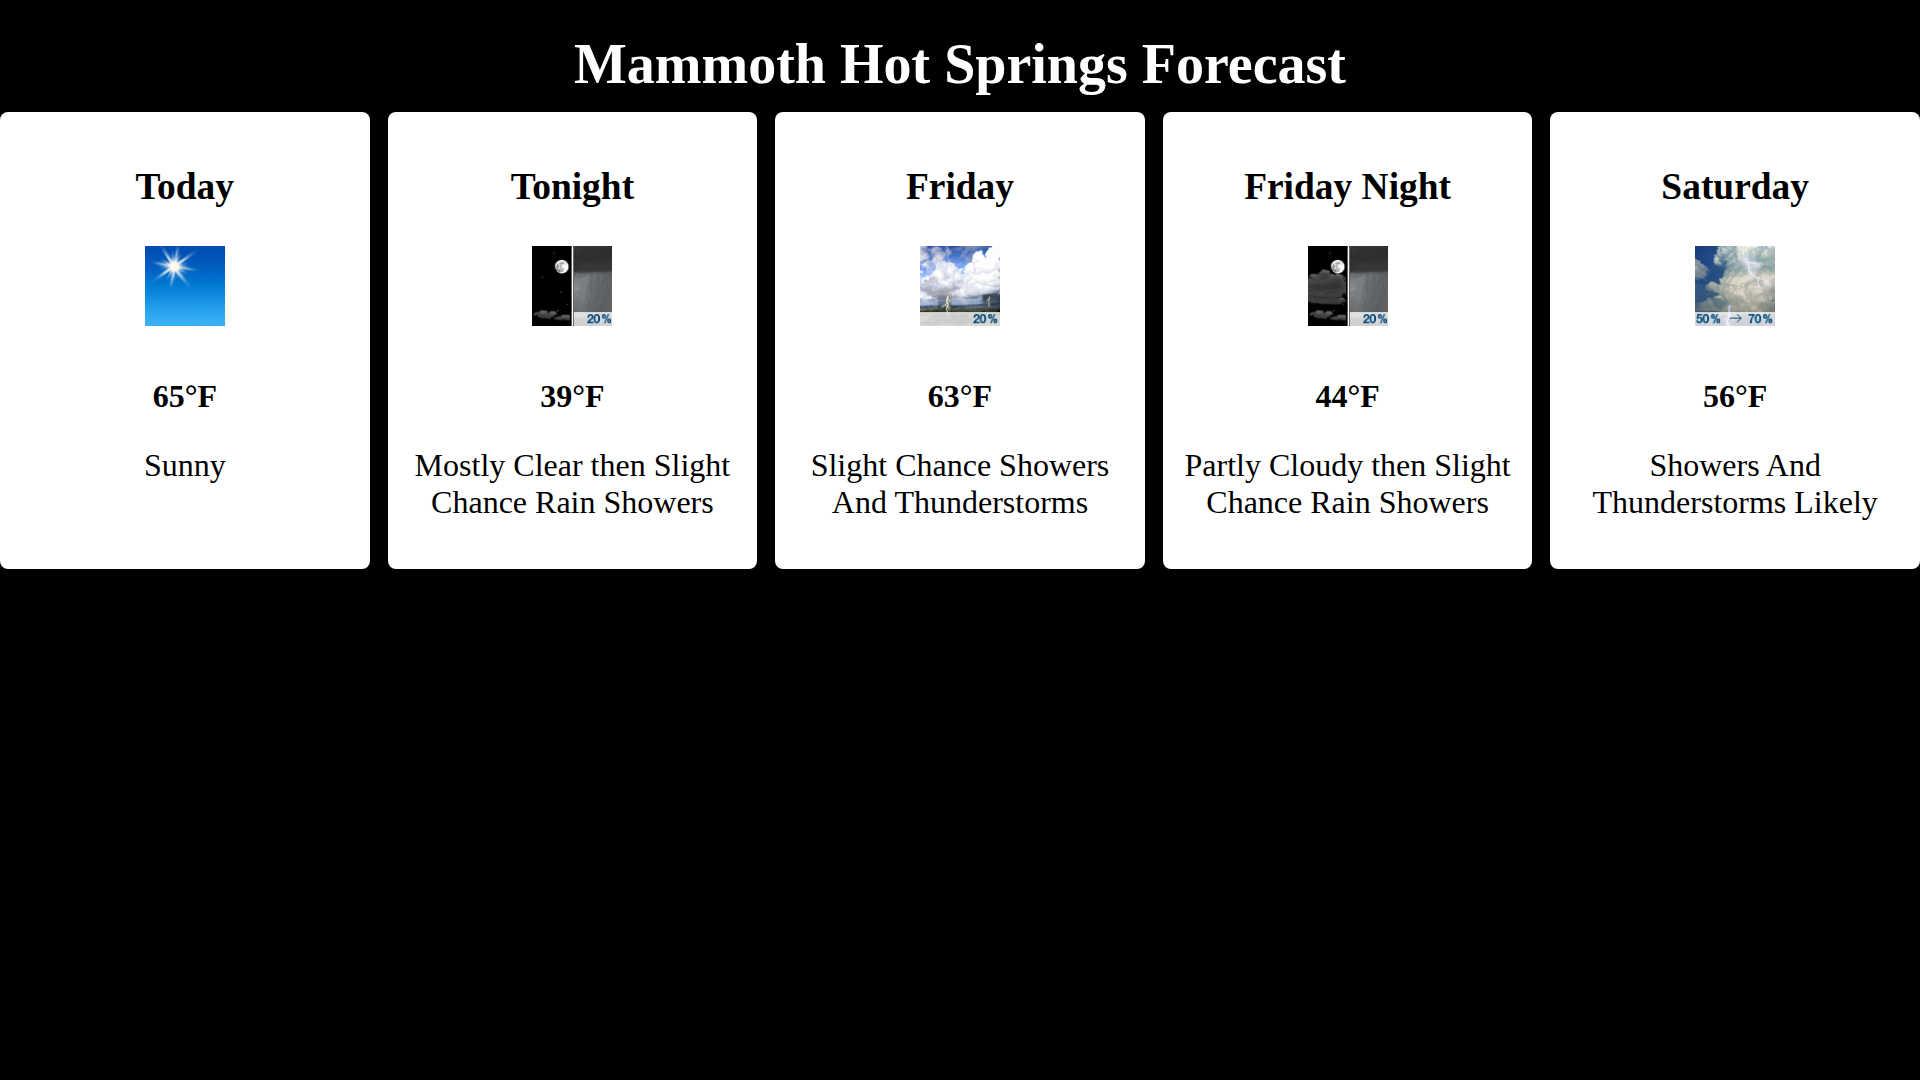 Mammoth Hot Springs Forecast
Today
65°F
Sunny
Tonight
20%
39°F
Mostly Clear then Slight
Chance Rain Showers
Friday
20%
63°F
Slight Chance Showers
And Thunderstorms
Friday Night
20%
44°F
Partly Cloudy then Slight
Chance Rain Showers
Saturday
50% → 70%
56°F
Showers And
Thunderstorms Likely